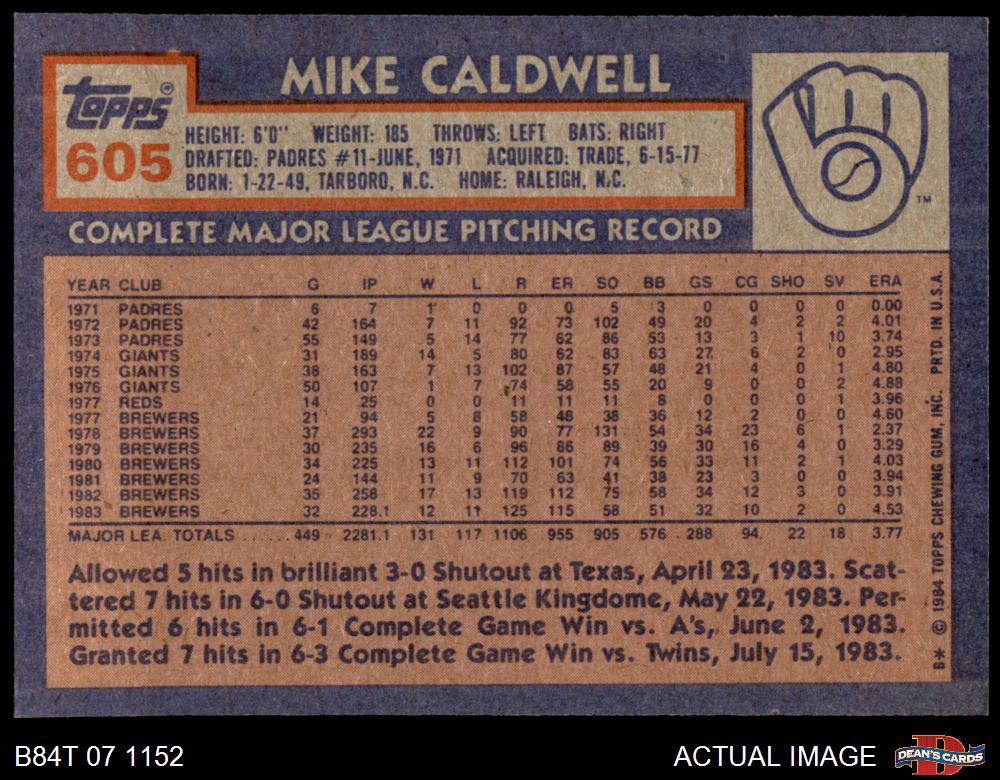 topps®
605
MIKE CALDWELL
HEIGHT: 6'0" WEIGHT: 185 THROWS: LEFT BATS: RIGHT
DRAFTED: PADRES #11-JUNE, 1971 ACQUIRED: TRADE, 6-15-77
BORN: 1-22-49, TARBORO, N.C. HOME: RALEIGH, N.C.
TM
COMPLETE MAJOR LEAGUE PITCHING RECORD
YEAR CLUB G IP W L R ER SO BB GS CG SHO SV ERA
1971 PADRES 6 7 1 0 0 0 5 3 0 0 0 0 0.00
1972 PADRES 42 164 7 11 92 73 102 49 20 4 2 2 4.01
1973 PADRES 55 149 5 14 77 62 86 53 13 3 1 10 3.74
1974 GIANTS 31 189 14 5 80 62 83 63 27 6 2 0 2.95
1975 GIANTS 38 163 7 13 102 87 57 48 21 4 0 1 4.80
1976 GIANTS 50 107 1 7 74 58 55 20 9 0 0 2 4.88
1977 REDS 14 25 0 0 11 11 11 8 0 0 0 1 3.96
1977 BREWERS 21 94 5 8 58 48 38 36 12 2 0 0 4.60
1978 BREWERS 37 293 22 9 90 77 131 54 34 23 6 1 2.37
1979 BREWERS 30 235 16 6 96 86 89 39 30 16 4 0 3.29
1980 BREWERS 34 225 13 11 112 101 74 56 33 11 2 1 4.03
1981 BREWERS 24 144 11 9 70 63 41 38 23 3 0 0 3.94
1982 BREWERS 35 258 17 13 119 112 75 58 34 12 3 0 3.91
1983 BREWERS 32 228.1 12 11 125 115 58 51 32 10 2 0 4.53
MAJOR LEA. TOTALS ...... 449 2281.1 131 117 1106 955 905 576 288 94 22 18 3.77
Allowed 5 hits in brilliant 3-0 Shutout at Texas, April 23, 1983. Scat-
tered 7 hits in 6-0 Shutout at Seattle Kingdome, May 22, 1983. Per-
mitted 6 hits in 6-1 Complete Game Win vs. A's, June 2, 1983.
Granted 7 hits in 6-3 Complete Game Win vs. Twins, July 15, 1983.
B* © 1984 TOPPS CHEWING GUM, INC. PRTD. IN U.S.A.
B84T 07 1152
ACTUAL IMAGE
DEAN'S CARDS